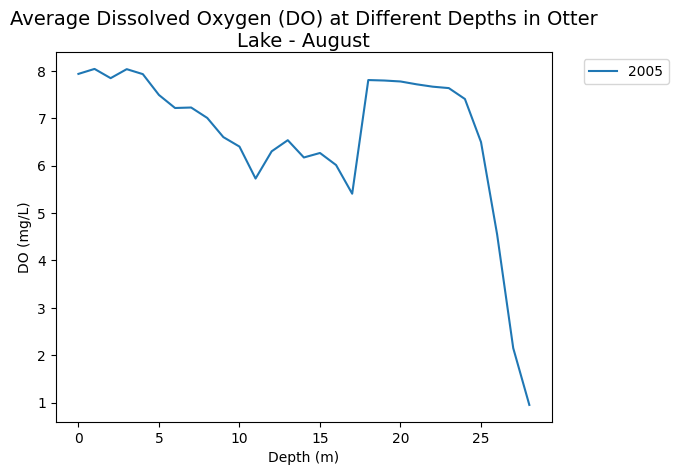 Average Dissolved Oxygen (DO) at Different Depths in Otter
Lake - August
2005
8
7
6
5
4
3
2
1
DO (mg/L)
0 5 10 15 20 25
Depth (m)